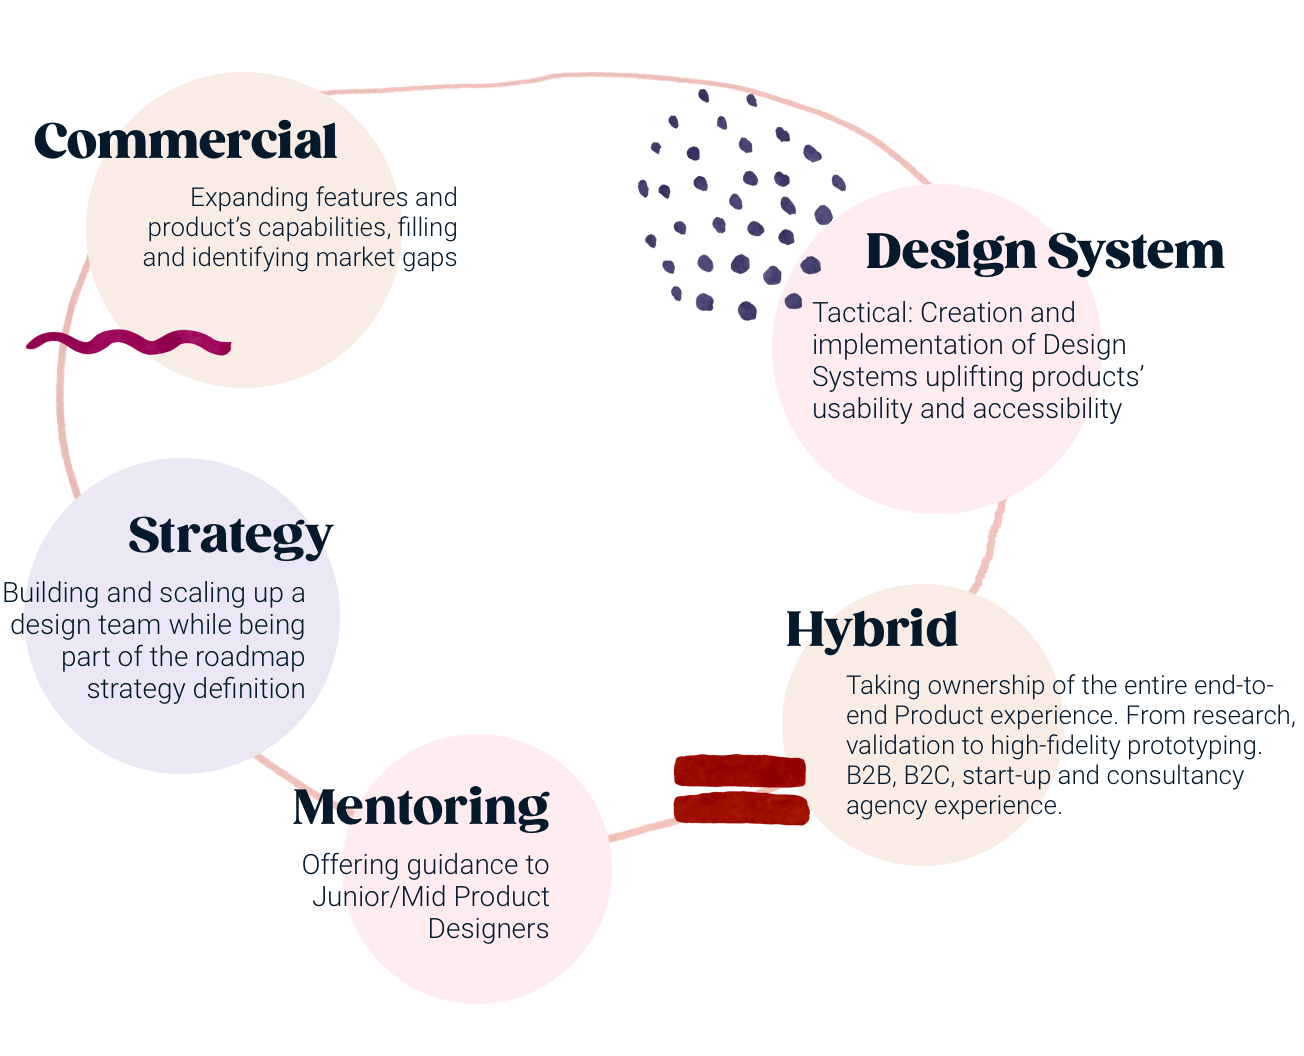 Commercial
Expanding features and
product's capabilities, filling
and identifying market gaps
Design System
Tactical: Creation and
implementation of Design
Systems uplifting products’
usability and accessibility
Strategy
Building and scaling up a
design team while being
part of the roadmap
strategy definition
Hybrid
Taking ownership of the entire end-to-
end Product experience. From research,
validation to high-fidelity prototyping.
B2B, B2C, start-up and consultancy
agency experience.
Mentoring
Offering guidance to
Junior/Mid Product
Designers